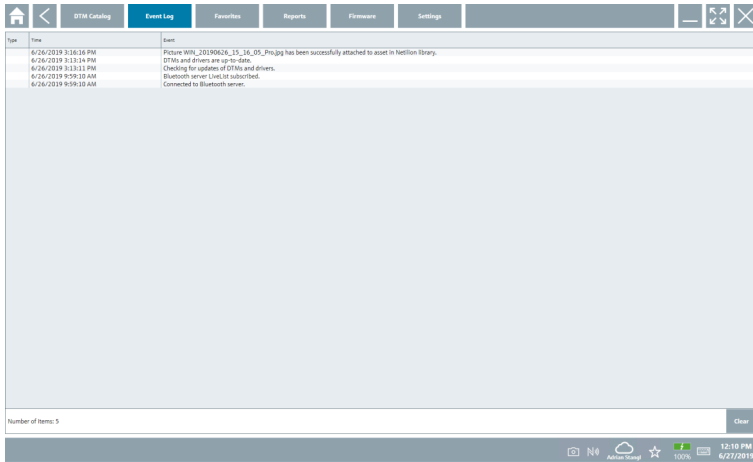 DTM Catalog Event Log Favorites Reports Firmware Settings
Type Time Event
6/26/2019 3:16:16 PM Picture WIN_20190626_15_16_05_Pro.jpg has been successfully attached to asset in Netilion library.
6/26/2019 3:13:14 PM DTMs and drivers are up-to-date.
6/26/2019 3:13:11 PM Checking for updates of DTMs and drivers.
6/26/2019 9:59:10 AM Bluetooth server LiveList subscribed.
6/26/2019 9:59:10 AM Connected to Bluetooth server.
Number of Items: 5 Clear
Adrian Stangl 100% 12:10 PM
6/27/2019